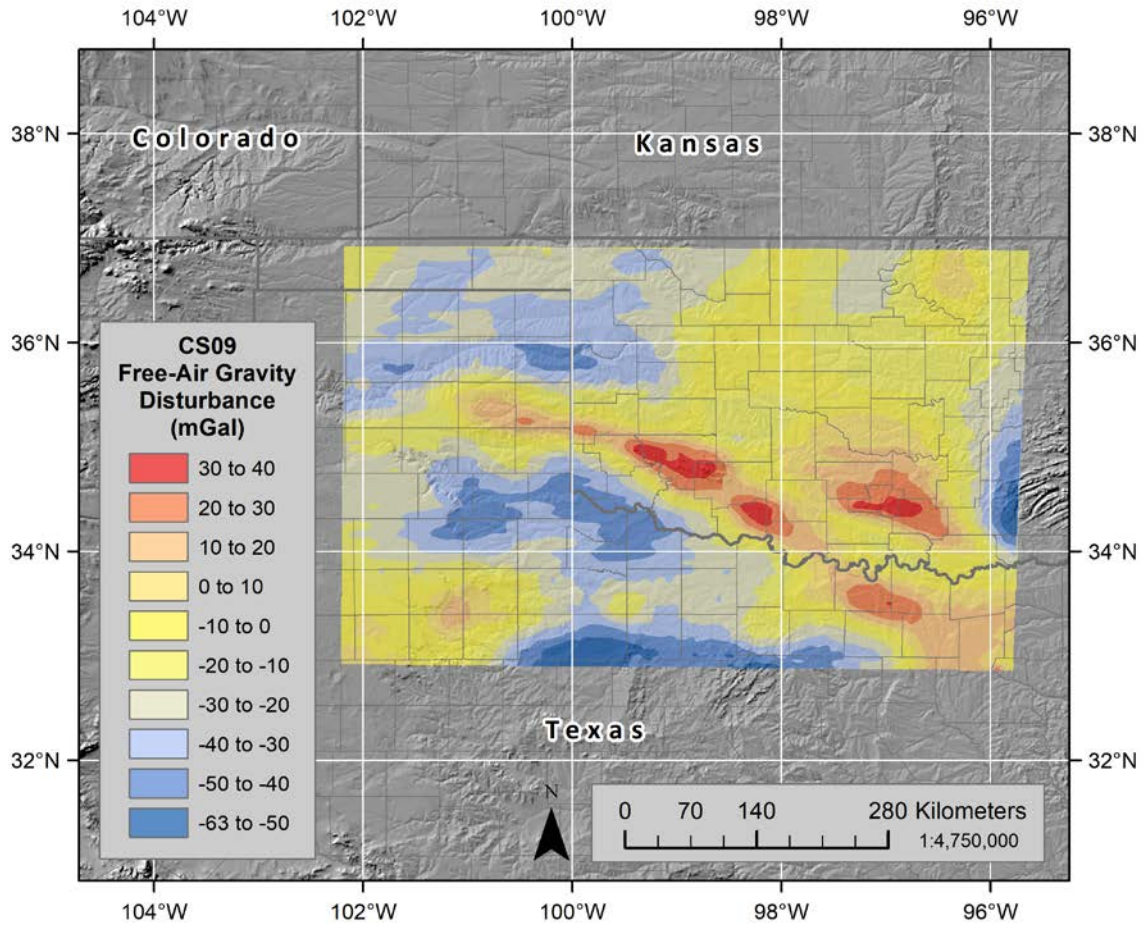 104°W 102°W 100°W 98°W 96°W
38°N 38°N
Colorado Kansas
36°N 36°N
CS09
Free-Air Gravity
Disturbance
(mGal)
30 to 40
20 to 30
10 to 20
0 to 10
-10 to 0
-20 to -10
-30 to -20
-40 to -30
-50 to -40
-63 to -50
34°N 34°N
Texas
32°N 32°N
N
0 70 140 280 Kilometers
1:4,750,000
104°W 102°W 100°W 98°W 96°W